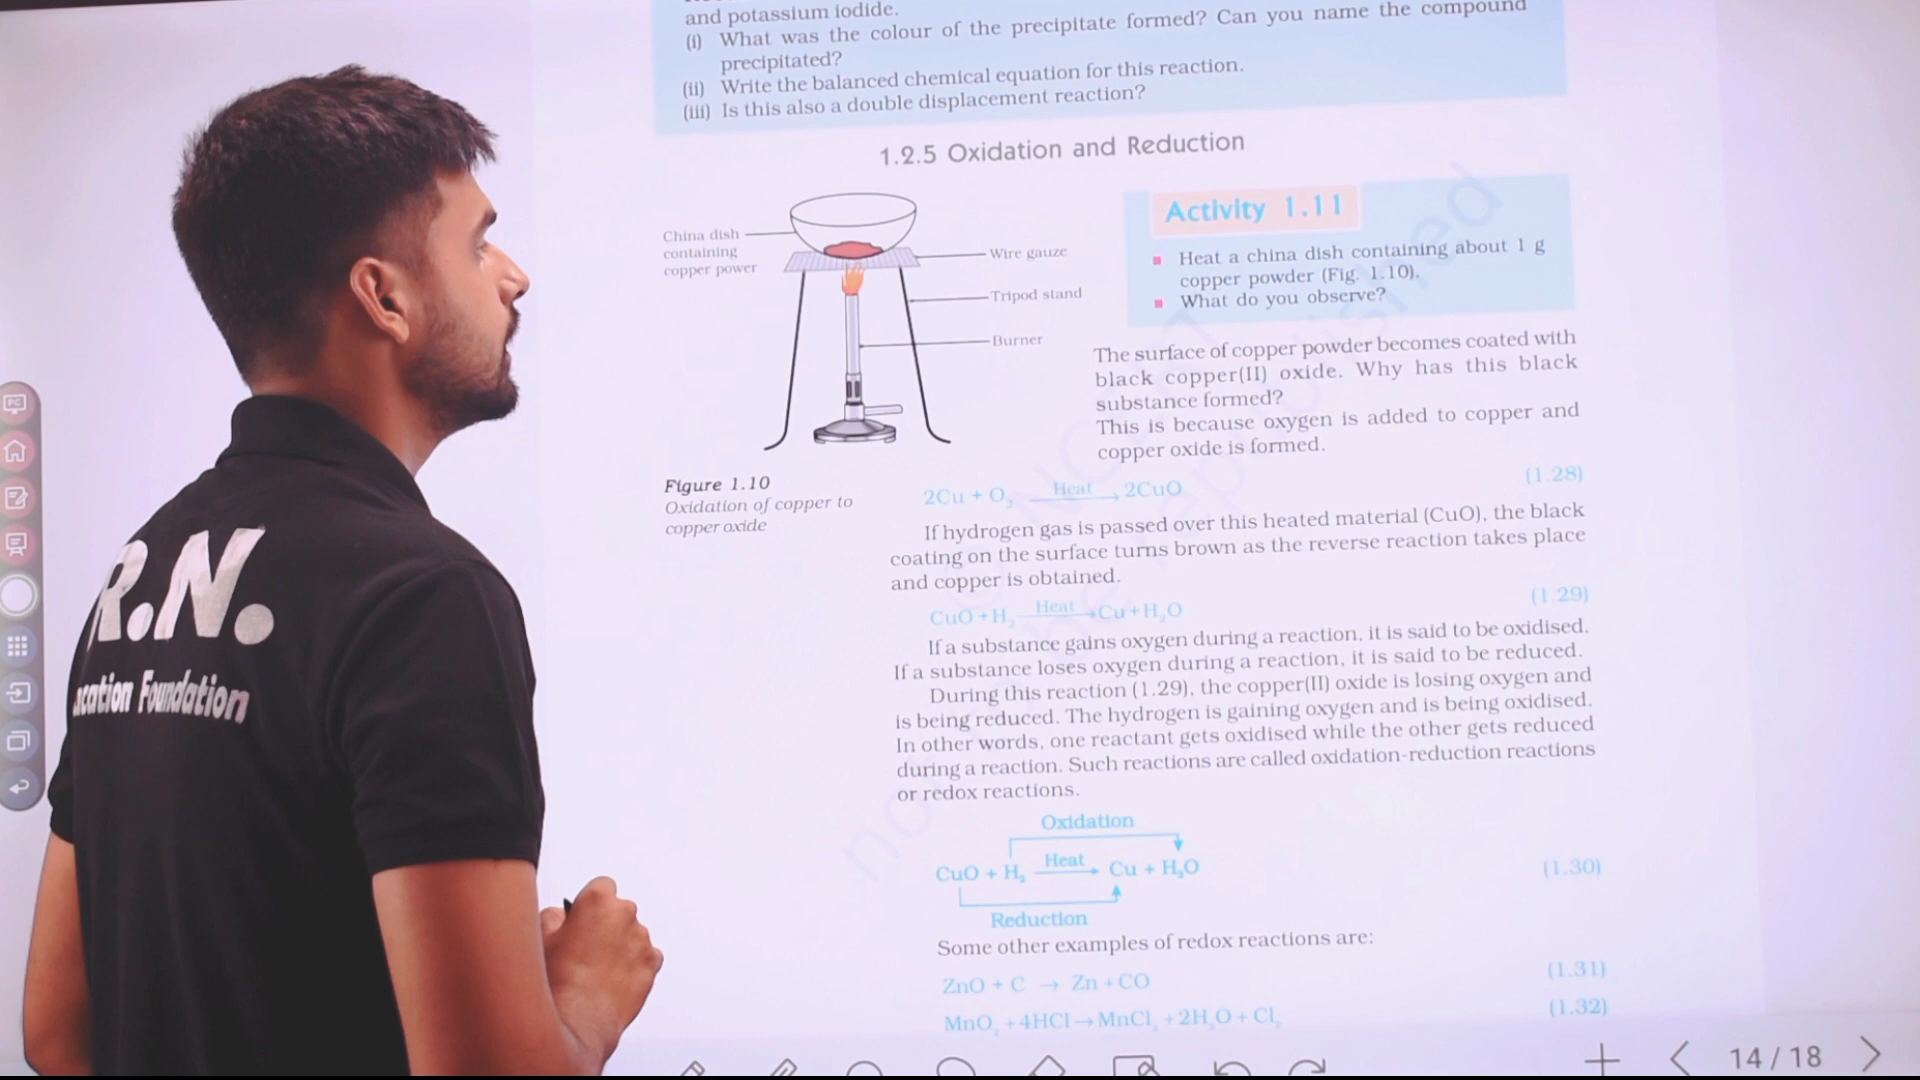 and potassium iodide.
(i) What was the colour of the precipitate formed? Can you name the compound
precipitated?
(ii) Write the balanced chemical equation for this reaction.
(iii) Is this also a double displacement reaction?
1.2.5 Oxidation and Reduction
China dish
containing
copper power
Wire gauze
Tripod stand
Burner
Figure 1.10
Oxidation of copper to
copper oxide
Activity 1.11
Heat a china dish containing about 1 g
copper powder (Fig. 1.10).
What do you observe?
The surface of copper powder becomes coated with
black copper(II) oxide. Why has this black
substance formed?
This is because oxygen is added to copper and
copper oxide is formed.
2Cu + O₂ Heat → 2CuO (1.28)
If hydrogen gas is passed over this heated material (CuO), the black
coating on the surface turns brown as the reverse reaction takes place
and copper is obtained.
CuO + H₂ Heat → Cu + H₂O (1.29)
If a substance gains oxygen during a reaction, it is said to be oxidised.
If a substance loses oxygen during a reaction, it is said to be reduced.
During this reaction (1.29), the copper(II) oxide is losing oxygen and
is being reduced. The hydrogen is gaining oxygen and is being oxidised.
In other words, one reactant gets oxidised while the other gets reduced
during a reaction. Such reactions are called oxidation-reduction reactions
or redox reactions.
Oxidation
CuO + H₂ Heat → Cu + H₂O (1.30)
Reduction
Some other examples of redox reactions are:
ZnO + C → Zn + CO (1.31)
MnO₂ + 4HCl → MnCl₂ + 2H₂O + Cl₂ (1.32)
R.N.
Foundation
PC
14 / 18